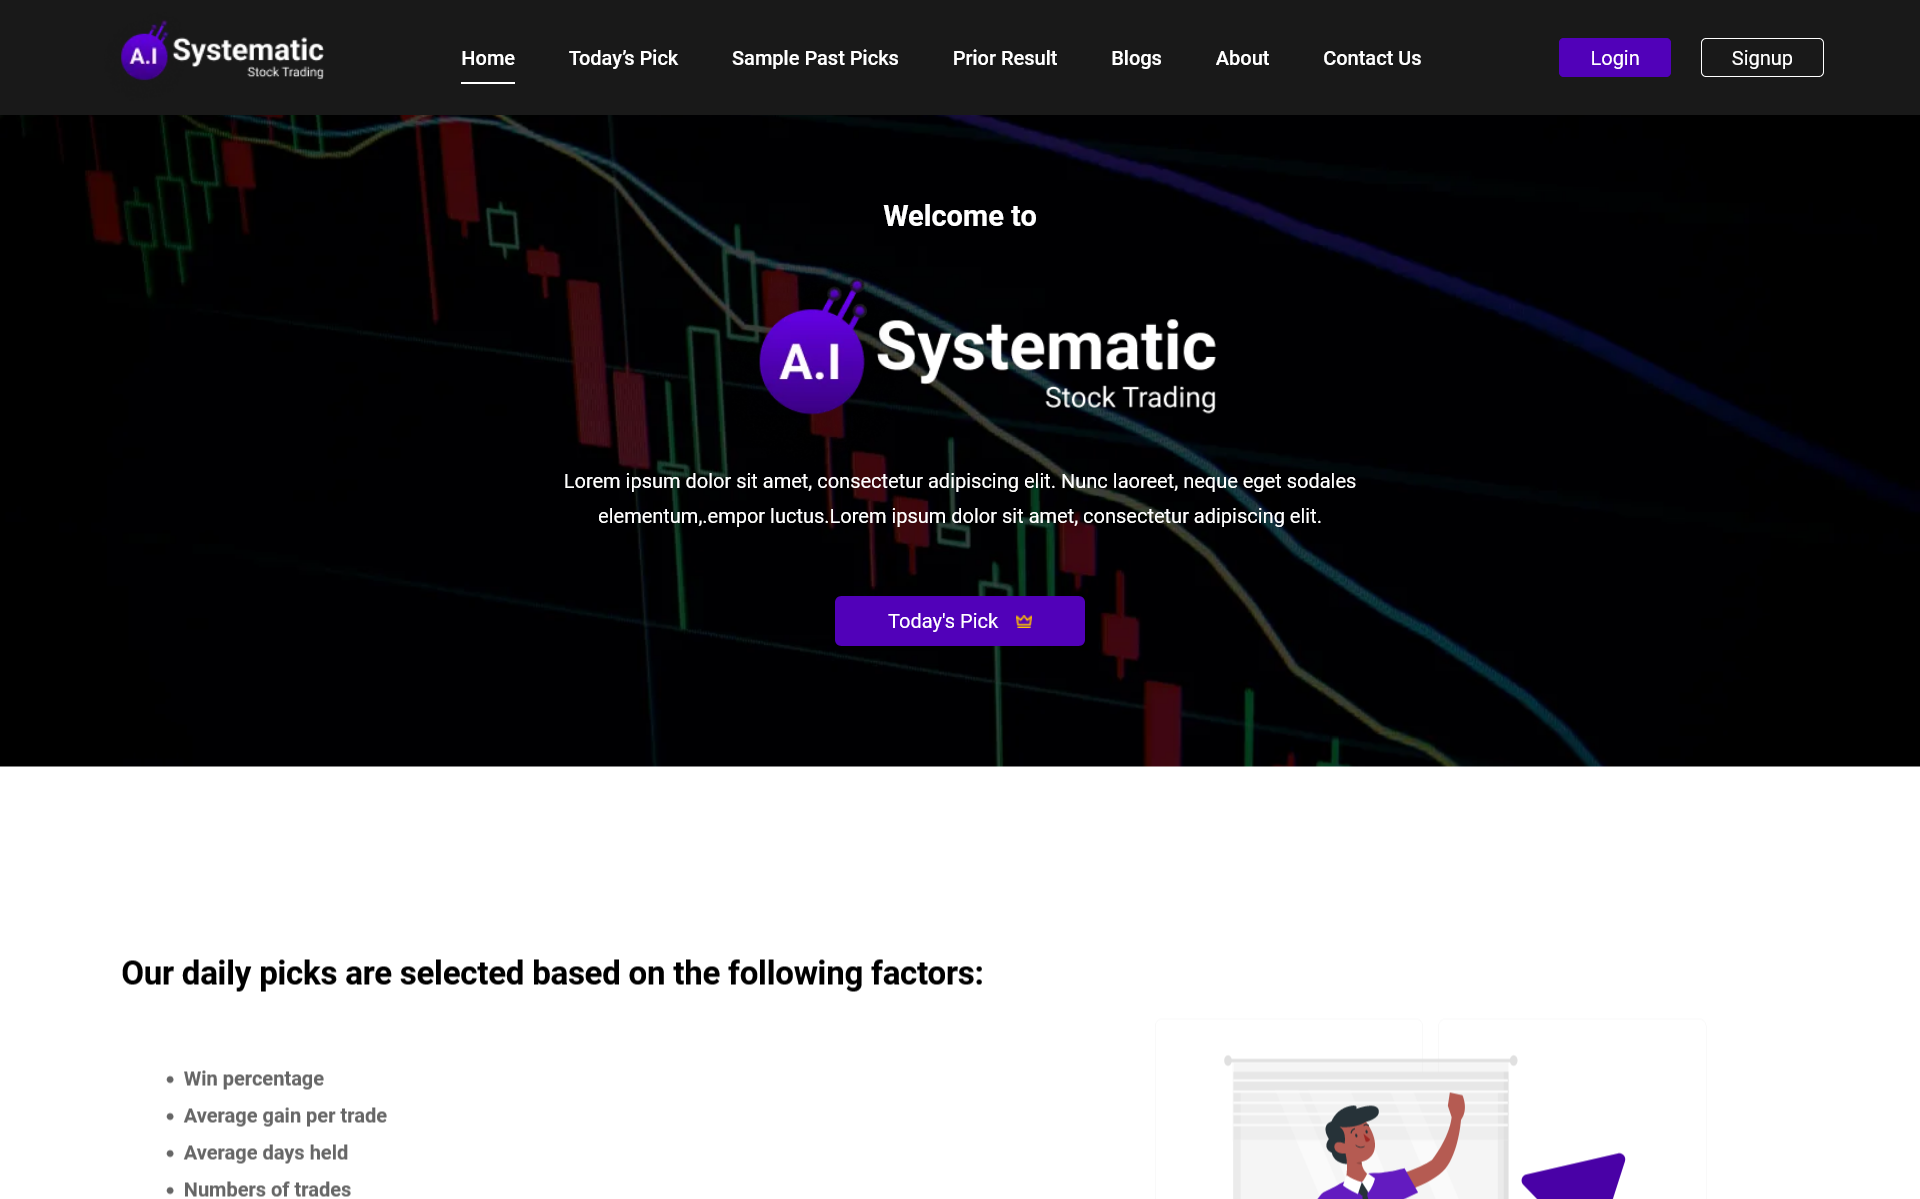 A.I Systematic
Stock Trading
Home Today’s Pick Sample Past Picks Prior Result Blogs About Contact Us Login Signup
Welcome to
A.I Systematic
Stock Trading
Lorem ipsum dolor sit amet, consectetur adipiscing elit. Nunc laoreet, neque eget sodales
elementum,.empor luctus.Lorem ipsum dolor sit amet, consectetur adipiscing elit.
Today's Pick
Our daily picks are selected based on the following factors:
• Win percentage
• Average gain per trade
• Average days held
• Numbers of trades